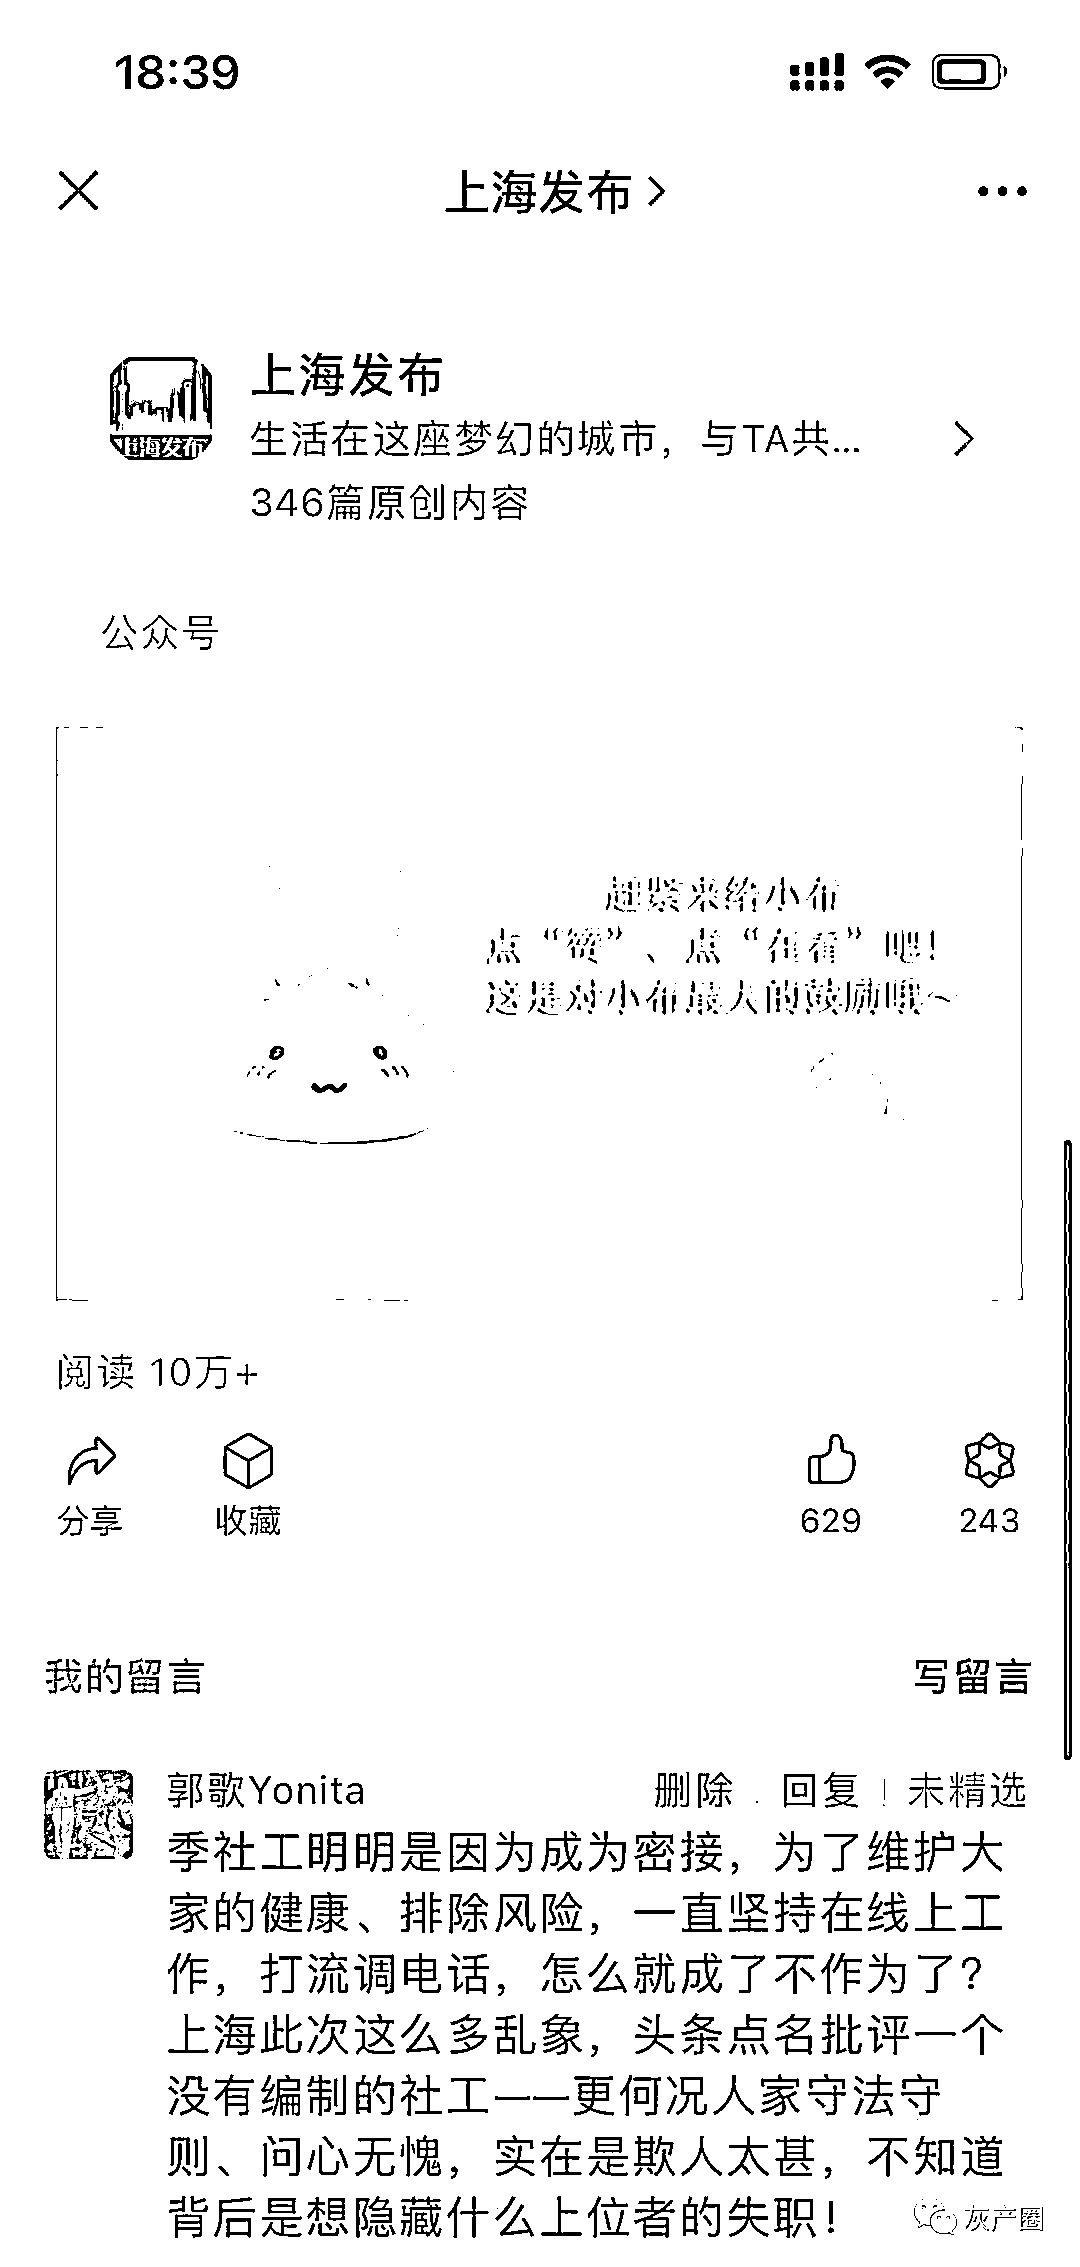 18:39
上海发布
上海发布
上海发布
生活在这座梦幻的城市，与TA共...
346篇原创内容
公众号
赶紧来给小布
点“赞”、点“在看”吧！
这是对小布最大的鼓励哦~
阅读 10万+
分享 收藏 629 243
我的留言 写留言
郭歌Yonita 删除 回复 未精选
季社工明明是因为成为密接，为了维护大
家的健康、排除风险，一直坚持在线上工
作，打流调电话，怎么就成了不作为了？
上海此次这么多乱象，头条点名批评一个
没有编制的社工——更何况人家守法守
则、问心无愧，实在是欺人太甚，不知道
背后是想隐藏什么上位者的失职！
灰产圈